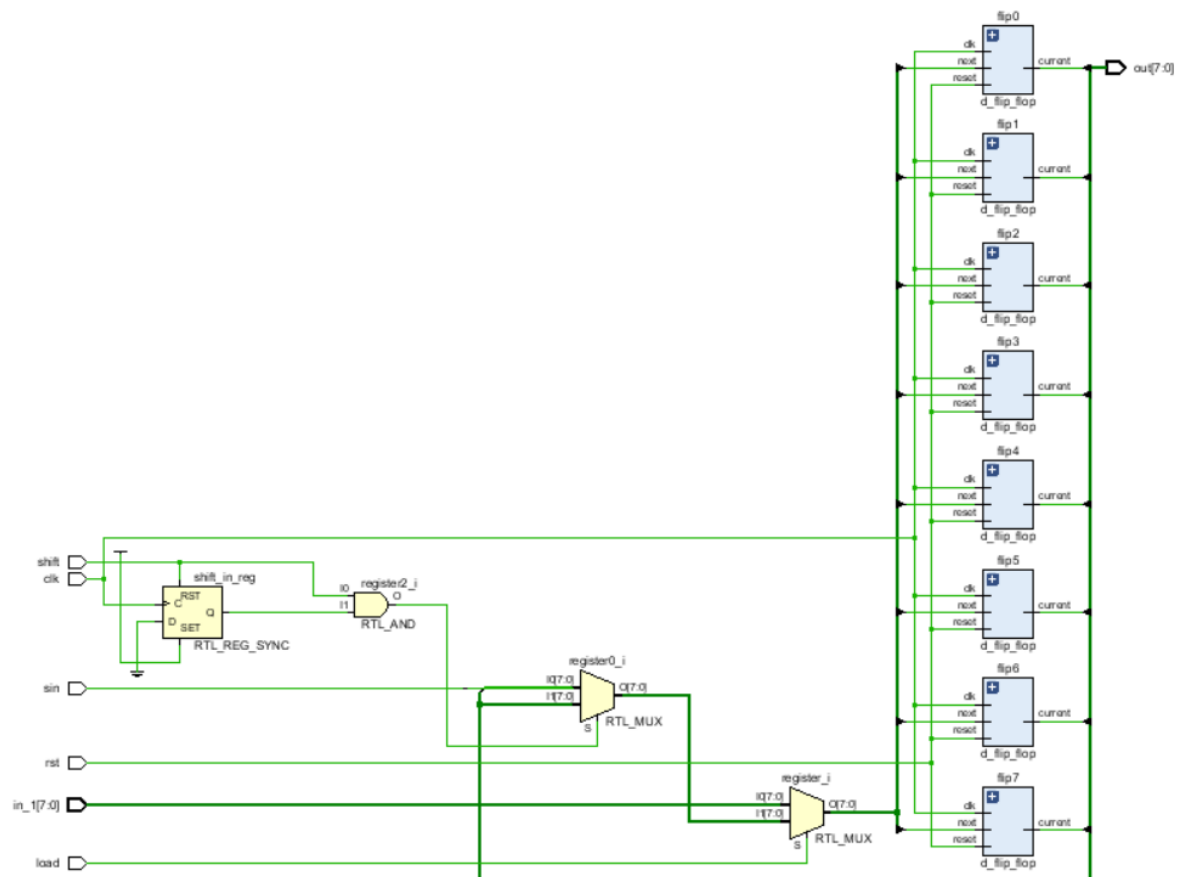 flip0
clk
next
reset
current
d_flip_flop
out[7:0]
flip1
clk
next
reset
current
d_flip_flop
flip2
clk
next
reset
current
d_flip_flop
flip3
clk
next
reset
current
d_flip_flop
flip4
clk
next
reset
current
d_flip_flop
shift
clk
shift_in_reg
C
RST
D
SET
Q
RTL_REG_SYNC
register2_i
I0
I1
O
RTL_AND
flip5
clk
next
reset
current
d_flip_flop
sin
register0_i
I0[7:0]
I1[7:0]
S
O[7:0]
RTL_MUX
flip6
clk
next
reset
current
d_flip_flop
rst
in_1[7:0]
register_i
I0[7:0]
I1[7:0]
S
O[7:0]
RTL_MUX
flip7
clk
next
reset
current
d_flip_flop
load